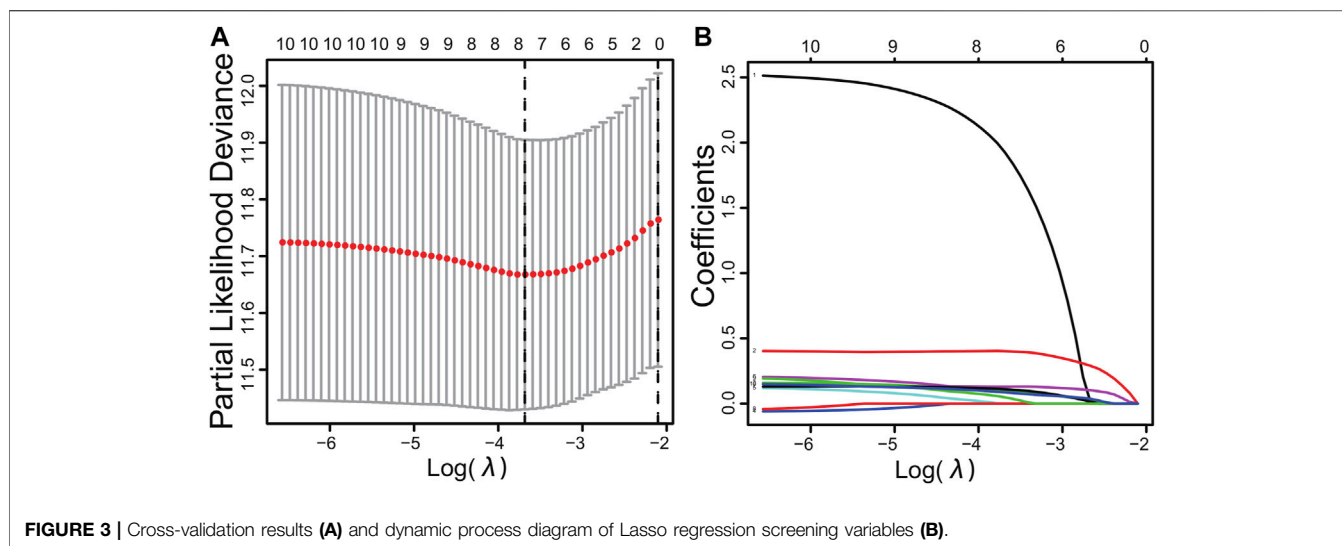 A
10 10 10 10 10 9 9 9 8 8 7 6 6 5 2 0
Partial Likelihood Deviance
12.0
11.9
11.8
11.7
11.6
11.5
−6 −5 −4 −3 −2
Log(λ)
B
10 9 8 6 0
Coefficients
2.5
2.0
1.5
1.0
0.5
0.0
1
2
6
−6 −5 −4 −3 −2
Log(λ)
FIGURE 3 | Cross-validation results (A) and dynamic process diagram of Lasso regression screening variables (B).